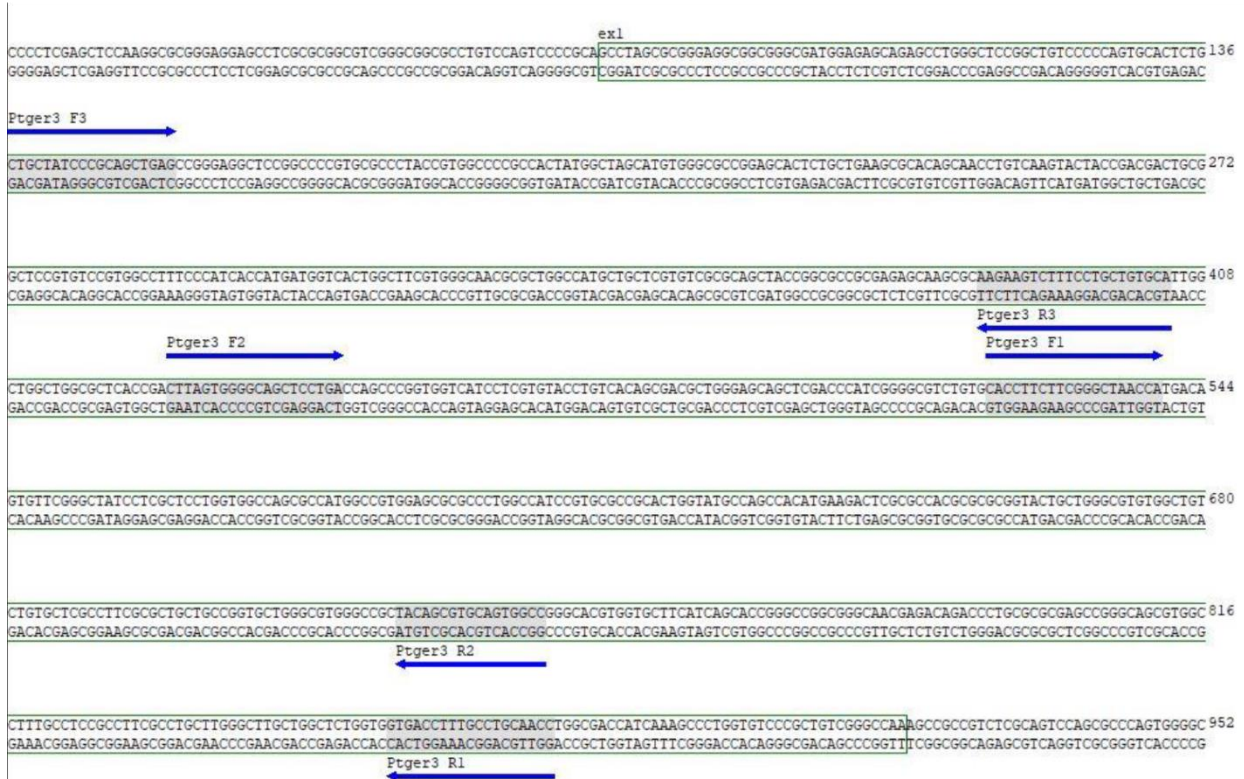 ex1
CCCCTCGAGCTCCAAGGCGCGGGAGGAGCCTCGCGCGGCGTCGGGCGGCGCCTGTCCAGTCCCCGCAGCCTAGCGCGGGAGGCGGCGGGCGATGGAGAGCAGAGCCTGGGCTCCGGCTGTCCCCCAGTGCACTCTG 136
GGGGAGCTCGAGGTTCCGCGCCCTCCTCGGAGCGCGCCGCAGCCCGCCGCGGACAGGTCAGGGGCGTCGGATCGCGCCCTCCGCCGCCCGCTACCTCTCGTCTCGGACCCGAGGCCGACAGGGGGTCACGTGAGAC
Ptger3 F3
CTGCTATCCCGCAGCTGAGCCGGGAGGCTCCGGCCCCGTGCGCCCTACCGTGGCCCCGCCACTATGGCTAGCATGTGGGCGCCGGAGCACTCTGCTGAAGCGCACAGCAACCTGTCAAGTACTACCGACGACTGCG 272
GACGATAGGGCGTCGACTCGGCCCTCCGAGGCCGGGGCACGCGGGATGGCACCGGGGCGGTGATACCGATCGTACACCCGCGGCCTCGTGAGACGACTTCGCGTGTCGTTGGACAGTTCATGATGGCTGCTGACGC
GCTCCGTGTCCGTGGCCTTTCCCATCACCATGATGGTCACTGGCTTCGTGGGCAACGCGCTGGCCATGCTGCTCGTGTCGCGCAGCTACCGGCGCCGCGAGAGCAAGCGCAAGAAGTCTTTCCTGCTGTGCATTGG 408
CGAGGCACAGGCACCGGAAAGGGTAGTGGTACTACCAGTGACCGAAGCACCCGTTGCGCGACCGGTACGACGAGCACAGCGCGTCGATGGCCGCGGCGCTCTCGTTCGCGTTCTTCAGAAAGGACGACACGTAACC
Ptger3 R3
Ptger3 F2 Ptger3 F1
CTGGCTGGCGCTCACCGACTTAGTGGGGCAGCTCCTGACCAGCCCGGTGGTCATCCTCGTGTACCTGTCACAGCGACGCTGGGAGCAGCTCGACCCATCGGGGCGTCTGTGCACCTTCTTCGGGCTAACCATGACA 544
GACCGACCGCGAGTGGCTGAATCACCCCGTCGAGGACTGGTCGGGCCACCAGTAGGAGCACATGGACAGTGTCGCTGCGACCCTCGTCGAGCTGGGTAGCCCCGCAGACACGTGGAAGAAGCCCGATTGGTACTGT
GTGTTCGGGCTATCCTCGCTCCTGGTGGCCAGCGCCATGGCCGTGGAGCGCGCCCTGGCCATCCGTGCGCCGCACTGGTATGCCAGCCACATGAAGACTCGCGCCACGCGCGCGGTACTGCTGGGCGTGTGGCTGT 680
CACAAGCCCGATAGGAGCGAGGACCACCGGTCGCGGTACCGGCACCTCGCGCGGGACCGGTAGGCACGCGGCGTGACCATACGGTCGGTGTACTTCTGAGCGCGGTGCGCGCGCCATGACGACCCGCACACCGACA
CTGTGCTCGCCTTCGCGCTGCTGCCGGTGCTGGGCGTGGGCCGCTACAGCGTGCAGTGGCCGGGCACGTGGTGCTTCATCAGCACCGGGCCGGCGGGCAACGAGACAGACCCTGCGCGCGAGCCGGGCAGCGTGGC 816
GACACGAGCGGAAGCGCGACGACGGCCACGACCCGCACCCGGCGATGTCGCACGTCACCGGCCCGTGCACCACGAAGTAGTCGTGGCCCGGCCGCCCGTTGCTCTGTCTGGGACGCGCGCTCGGCCCGTCGCACCG
Ptger3 R2
CTTTGCCTCCGCCTTCGCCTGCTTGGGCTTGCTGGCTCTGGTGGTGACCTTTGCCTGCAACCTGGCGACCATCAAAGCCCTGGTGTCCCGCTGTCGGGCCAAAGCCGCCGTCTCGCAGTCCAGCGCCCAGTGGGGC 952
GAAACGGAGGCGGAAGCGGACGAACCCGAACGACCGAGACCACCACTGGAAACGGACGTTGGACCGCTGGTAGTTTCGGGACCACAGGGCGACAGCCCGGTTTCGGCGGCAGAGCGTCAGGTCGCGGGTCACCCCG
Ptger3 R1